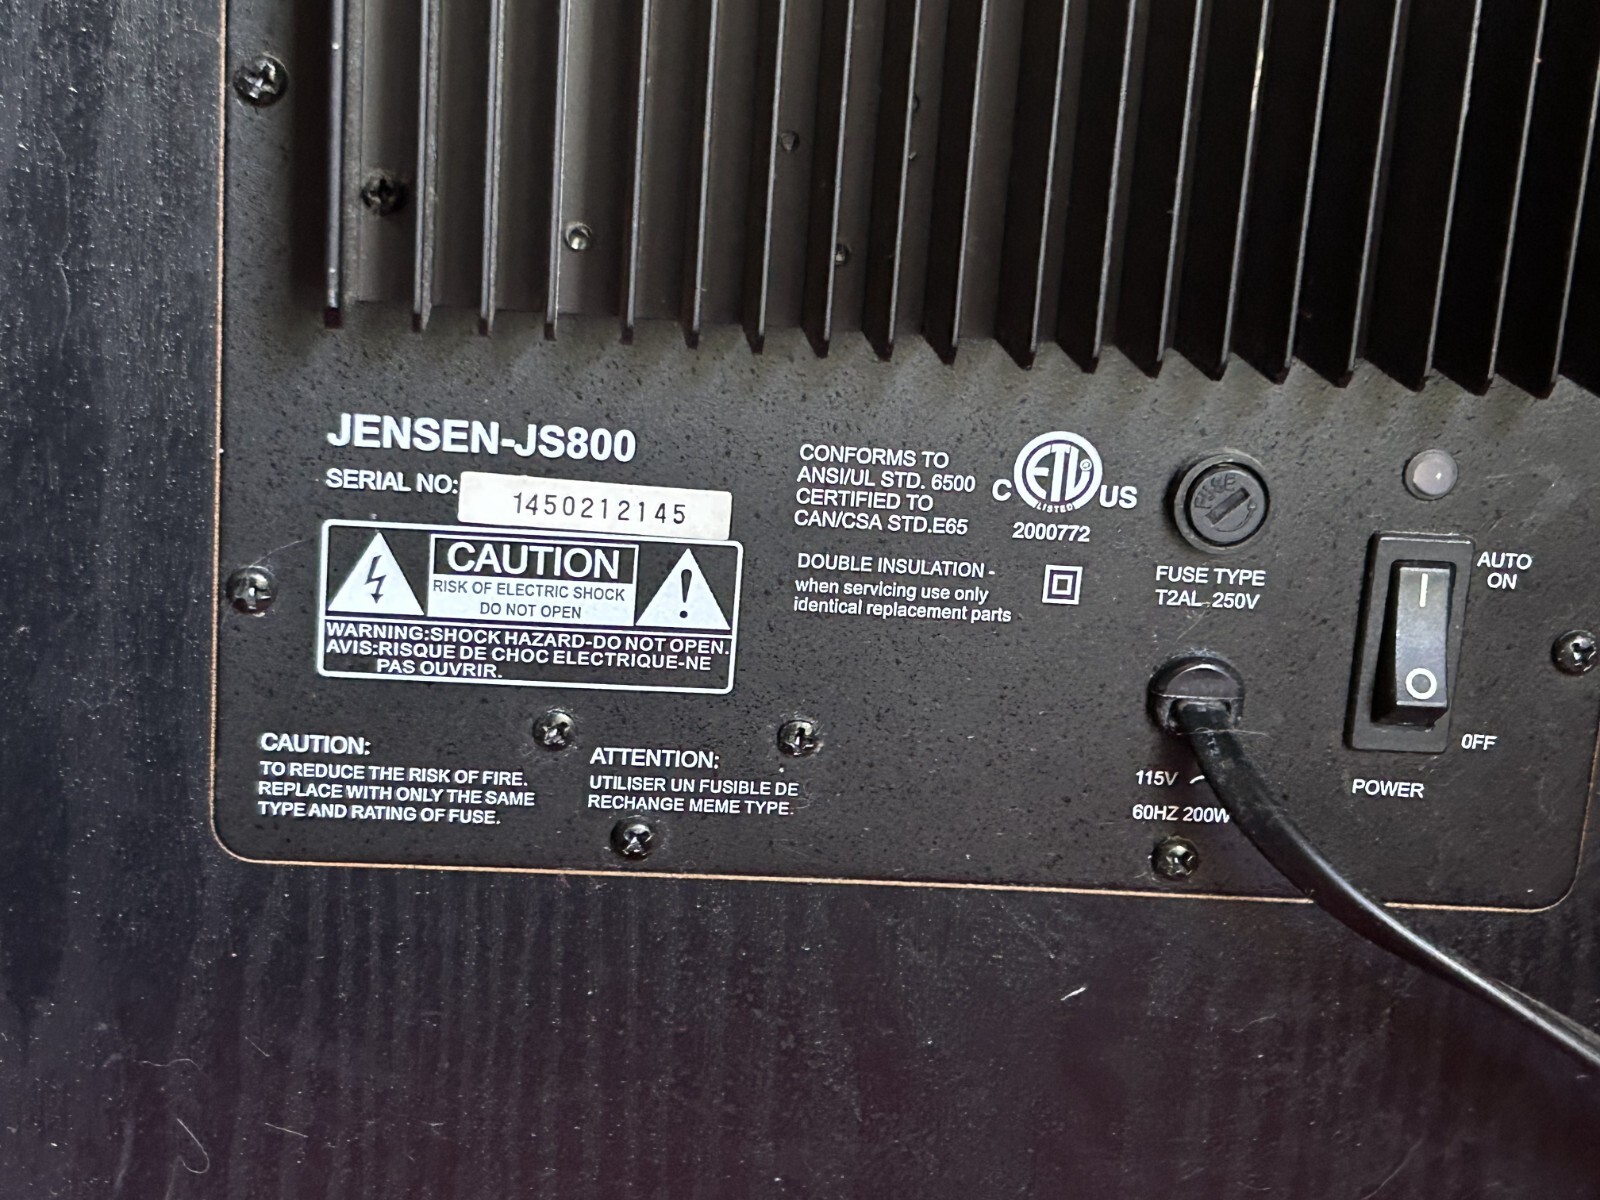 JENSEN-JS800
SERIAL NO:
1450212145
CAUTION
RISK OF ELECTRIC SHOCK
DO NOT OPEN
WARNING:SHOCK HAZARD-DO NOT OPEN.
AVIS:RISQUE DE CHOC ELECTRIQUE-NE
PAS OUVRIR.
CONFORMS TO
ANSI/UL STD. 6500
CERTIFIED TO
CAN/CSA STD.E65
C ETL US
LISTED
2000772
DOUBLE INSULATION -
when servicing use only
identical replacement parts
FUSE
FUSE TYPE
T2AL 250V
AUTO
ON
I
O
OFF
POWER
CAUTION:
TO REDUCE THE RISK OF FIRE.
REPLACE WITH ONLY THE SAME
TYPE AND RATING OF FUSE.
ATTENTION:
UTILISER UN FUSIBLE DE
RECHANGE MEME TYPE.
115V ~
60HZ 200W